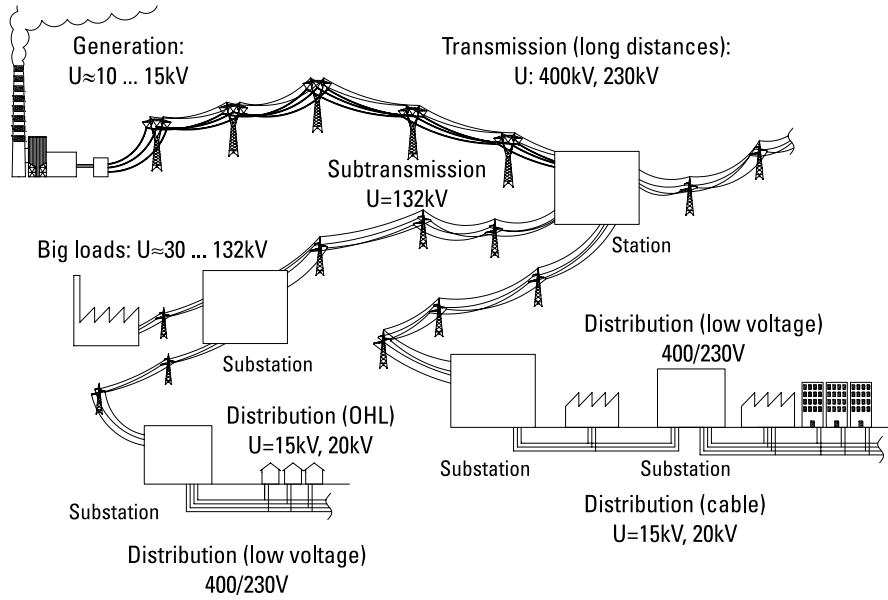 Generation:
U≈10 ... 15kV
Transmission (long distances):
U: 400kV, 230kV
Subtransmission
U=132kV
Station
Big loads: U≈30 ... 132kV
Substation
Distribution (low voltage)
400/230V
Distribution (OHL)
U=15kV, 20kV
Substation
Substation
Substation
Distribution (cable)
U=15kV, 20kV
Distribution (low voltage)
400/230V